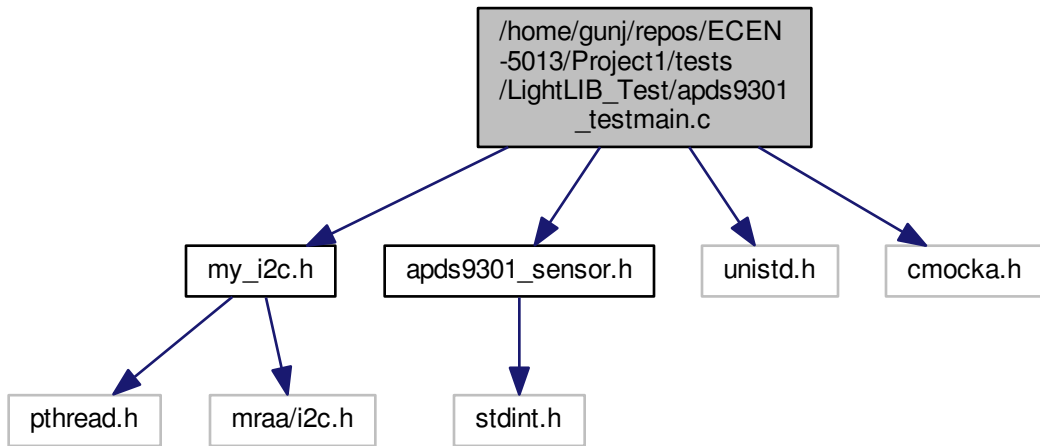 /home/gunj/repos/ECEN
-5013/Project1/tests
/LightLIB_Test/apds9301
_testmain.c
my_i2c.h
apds9301_sensor.h
unistd.h
cmocka.h
pthread.h
mraa/i2c.h
stdint.h